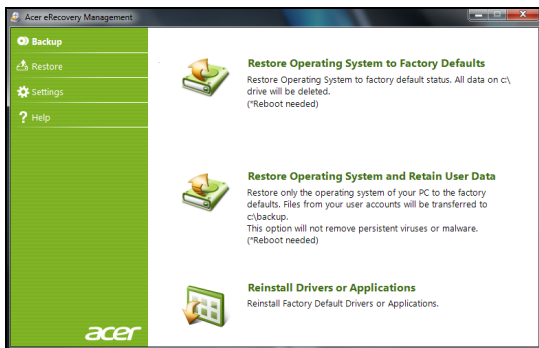 Acer eRecovery Management
Backup
Restore
Settings
? Help
Restore Operating System to Factory Defaults
Restore Operating System to factory default status. All data on c:\
drive will be deleted.
(*Reboot needed)
Restore Operating System and Retain User Data
Restore only the operating system of your PC to the factory
defaults. Files from your user accounts will be transferred to
c:\backup.
This option will not remove persistent viruses or malware.
(*Reboot needed)
Reinstall Drivers or Applications
Reinstall Factory Default Drivers or Applications.
acer